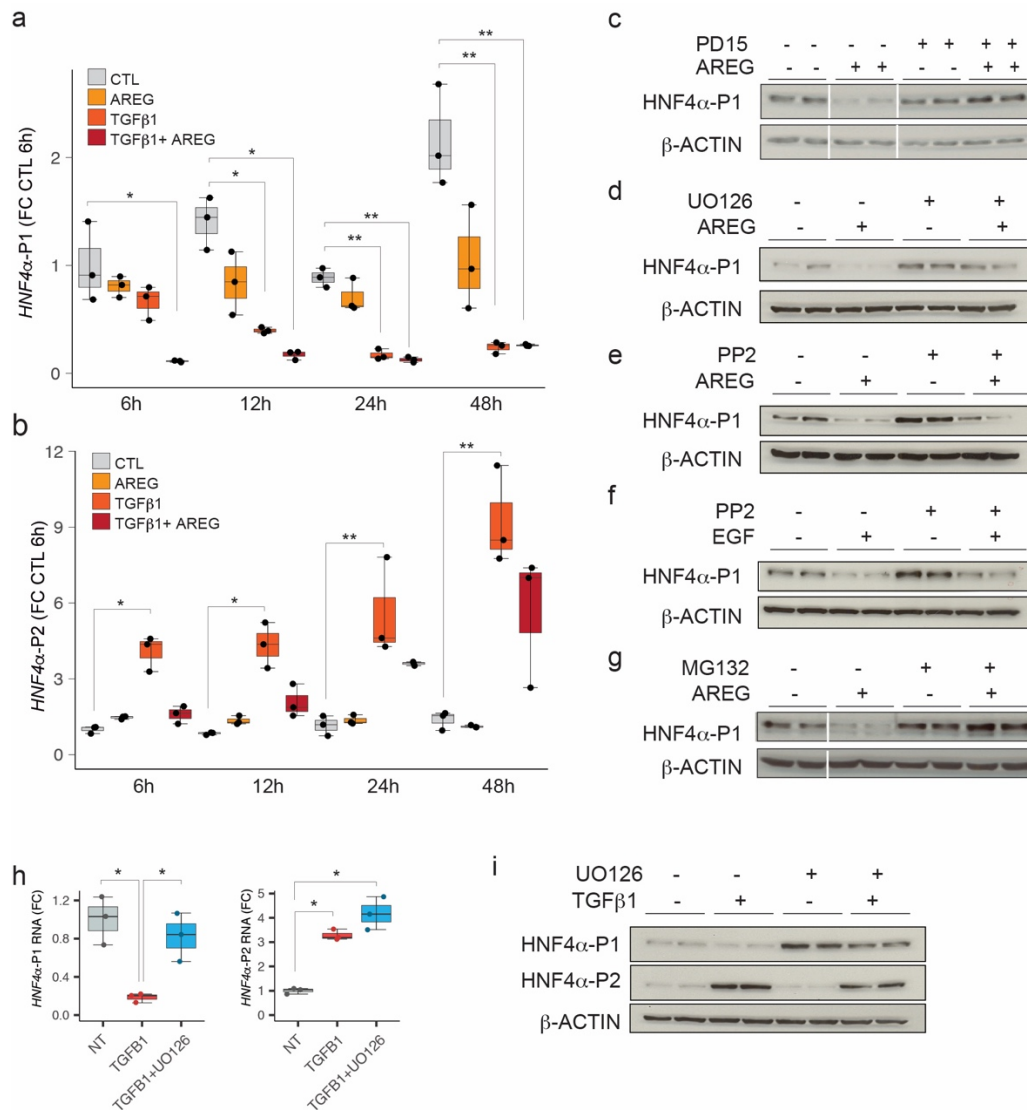 a
HNF4α-P1 (FC CTL 6h)
2
1
0
CTL
AREG
TGFβ1
TGFβ1+ AREG
* * * ** ** ** **
6h 12h 24h 48h
b
HNF4α-P2 (FC CTL 6h)
12
9
6
3
0
CTL
AREG
TGFβ1
TGFβ1+ AREG
* * ** **
6h 12h 24h 48h
c
PD15 - - - - + + + +
AREG - - + + - - + +
HNF4α-P1
β-ACTIN
d
UO126 - - + +
AREG - + - +
HNF4α-P1
β-ACTIN
e
PP2 - - + +
AREG - + - +
HNF4α-P1
β-ACTIN
f
PP2 - - + +
EGF - + - +
HNF4α-P1
β-ACTIN
g
MG132 - - + +
AREG - + - +
HNF4α-P1
β-ACTIN
h
HNF4α-P1 RNA (FC)
1.2
0.8
0.4
0.0
* *
NT
TGFB1
TGFB1+UO126
HNF4α-P2 RNA (FC)
5
4
3
2
1
0
* *
NT
TGFB1
TGFB1+UO126
i
UO126 - - + +
TGFβ1 - + - +
HNF4α-P1
HNF4α-P2
β-ACTIN